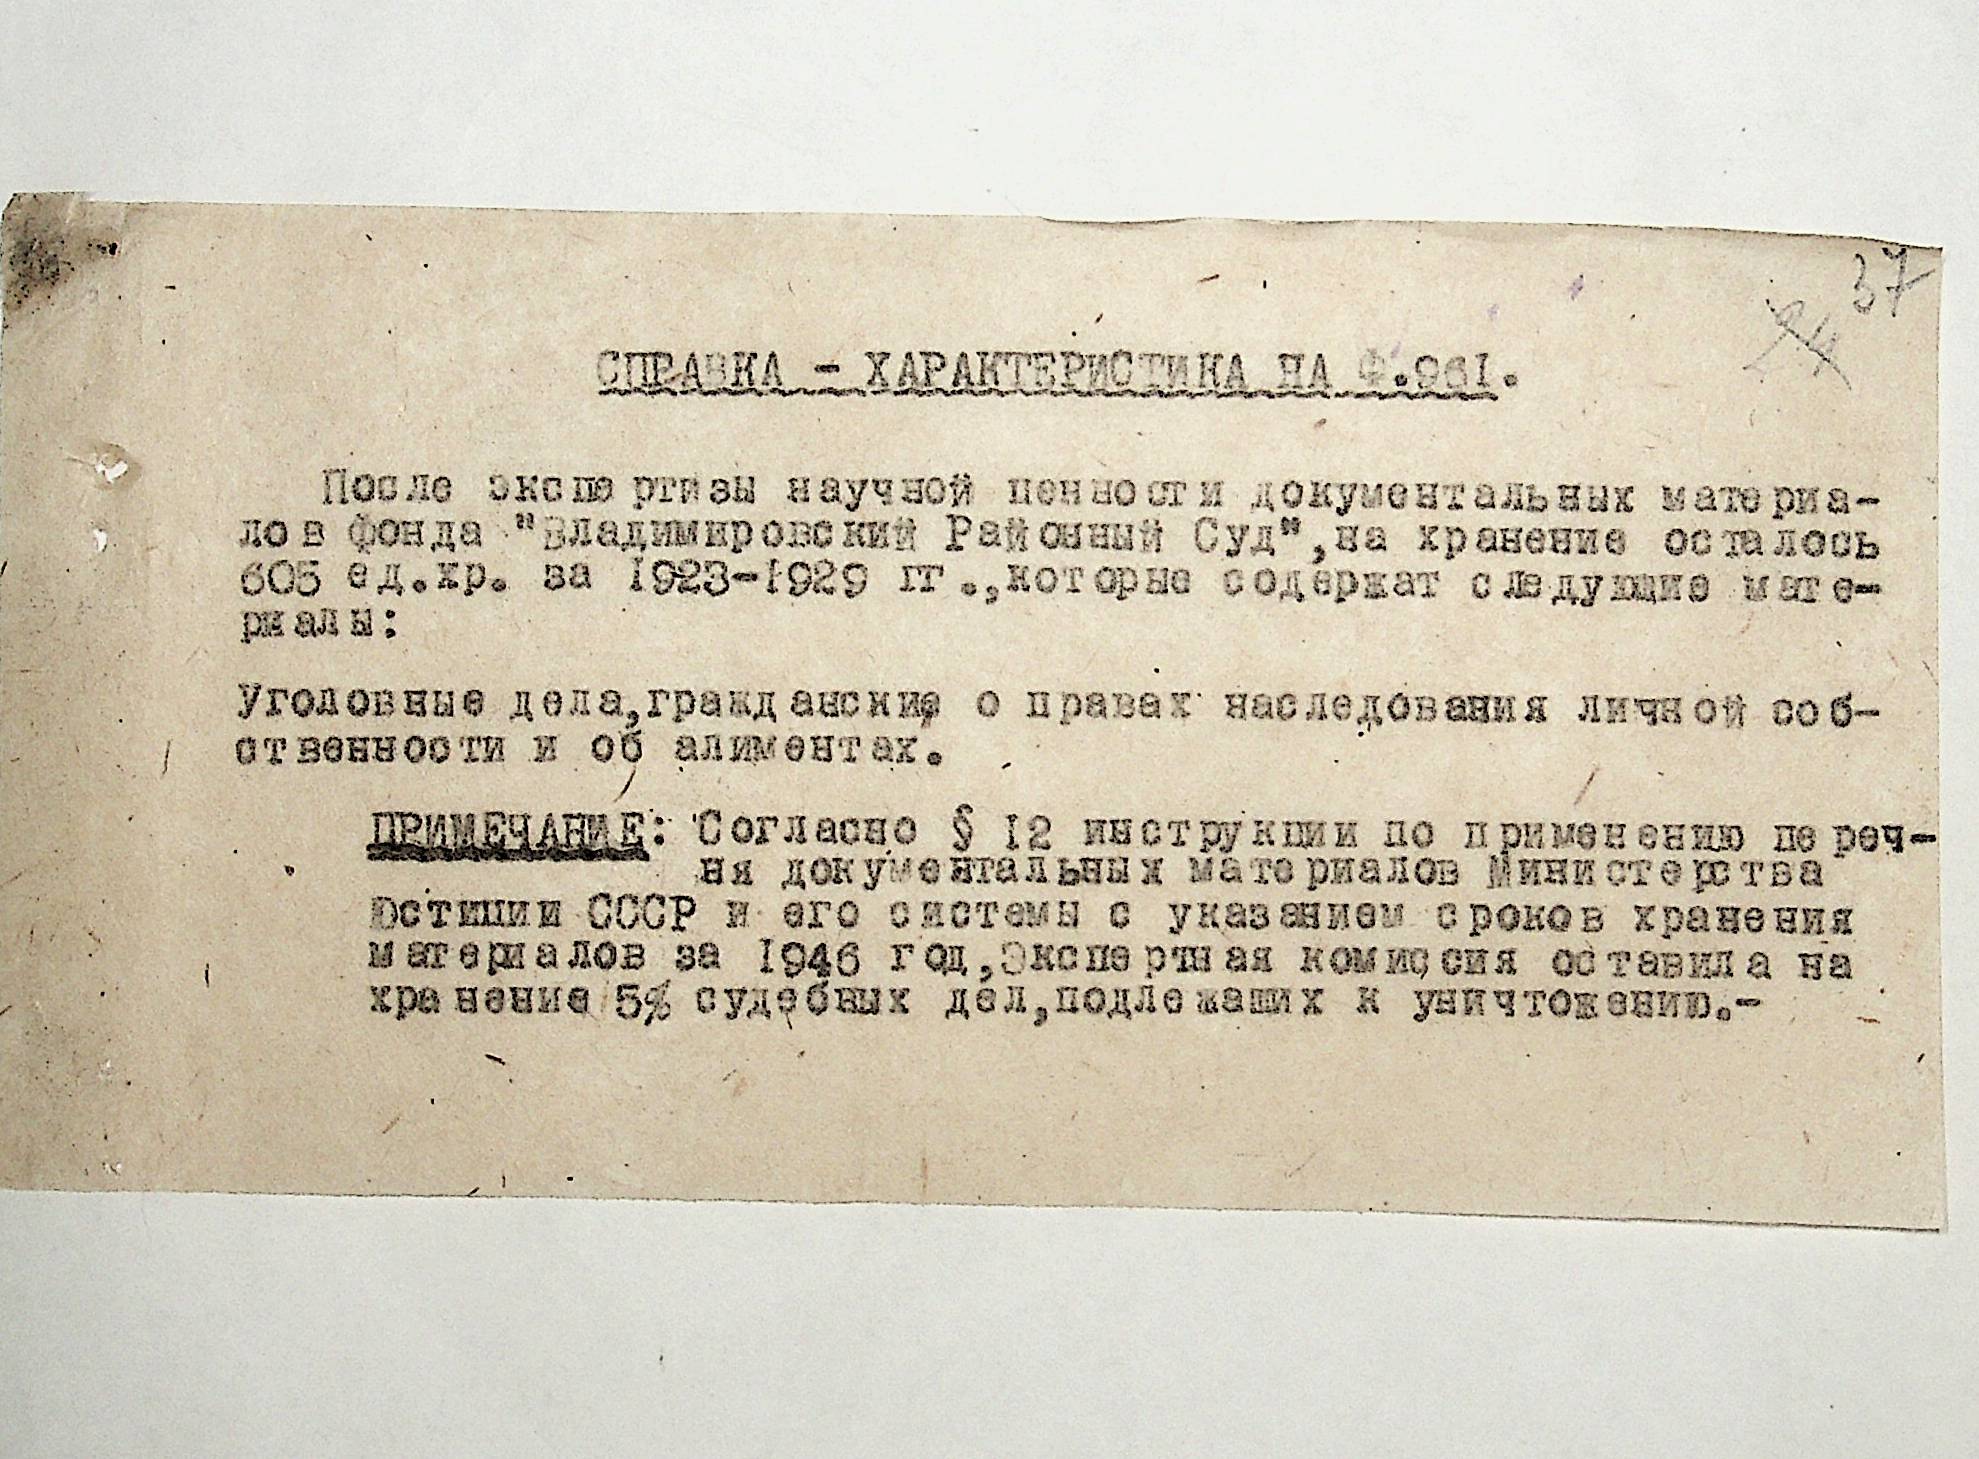 37
24
СПРАВКА - ХАРАКТЕРИСТИКА НА Ф.961.
После экспертизы научной ценности документальных материа-
лов фонда "Владимировский Районный Суд",на хранение осталось
605 ед.хр. за 1923-1929 гг.,которые содержат следующие мате-
риалы:
Уголовные дела,гражданские о правах наследования личной соб-
ственности и об алиментах.
ПРИМЕЧАНИЕ: Согласно § 12 инструкции по применению переч-
ня документальных материалов Министерства
Юстиции СССР и его системы с указанием сроков хранения
материалов за 1946 год,Экспертная комиссия оставила на
хранение 5% судебных дел,подлежащих к уничтожению.-